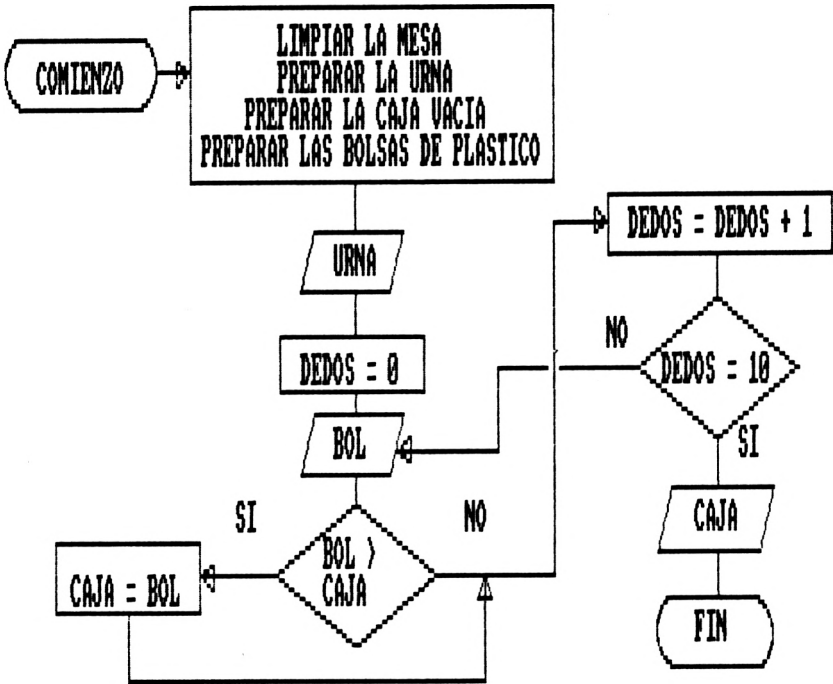 COMIENZO
LIMPIAR LA MESA
PREPARAR LA URNA
PREPARAR LA CAJA VACIA
PREPARAR LAS BOLSAS DE PLASTICO
URNA
DEDOS = 0
BOL
BOL >
CAJA
SI
CAJA = BOL
NO
DEDOS = DEDOS + 1
DEDOS = 10
NO
SI
CAJA
FIN